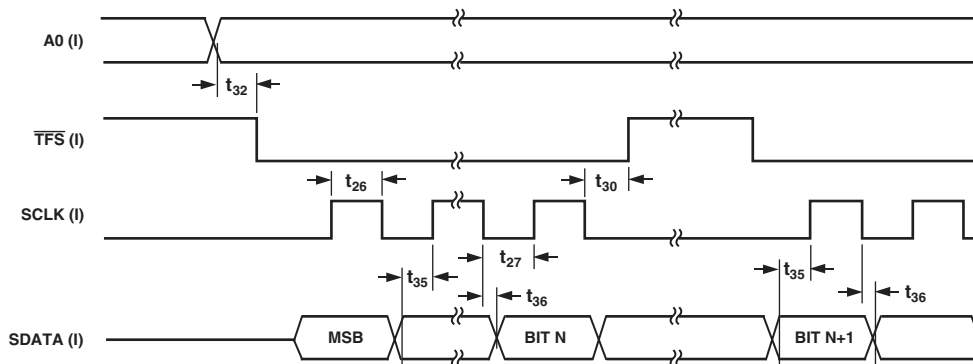 A0 (I)
t32
TFS (I)
t26
t30
SCLK (I)
t27
t35
t35
t36
t36
SDATA (I)
MSB
BIT N
BIT N+1